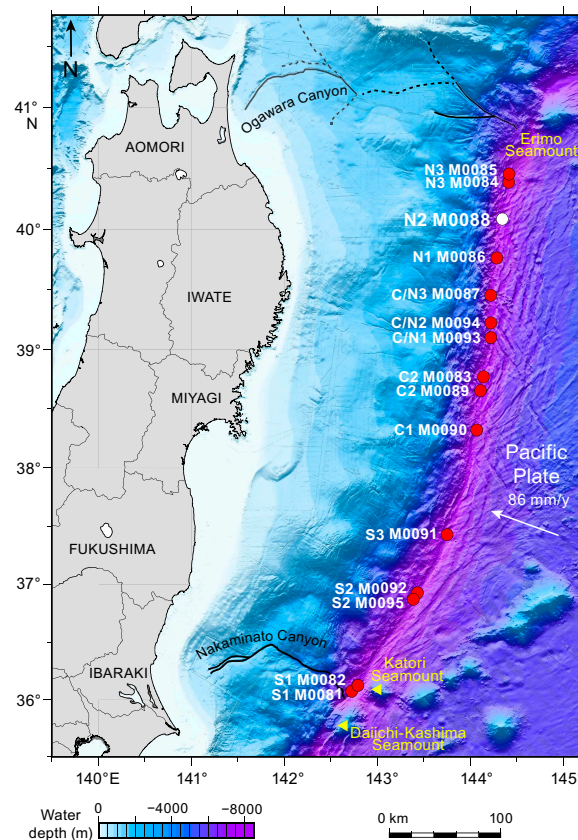 N
41°
N
Ogawara Canyon
AOMORI
Erimo
Seamount
N3 M0085
N3 M0084
40°
N2 M0088
N1 M0086
C/N3 M0087
IWATE
C/N2 M0094
C/N1 M0093
39°
C2 M0083
C2 M0089
MIYAGI
C1 M0090
38°
Pacific
Plate
86 mm/y
S3 M0091
FUKUSHIMA
37°
S2 M0092
S2 M0095
Nakaminato Canyon
IBARAKI
Katori
Seamount
S1 M0082
S1 M0081
36°
Daiichi-Kashima
Seamount
140°E
141°
142°
143°
144°
145
Water
depth (m)
0
-4000
-8000
0 km
100